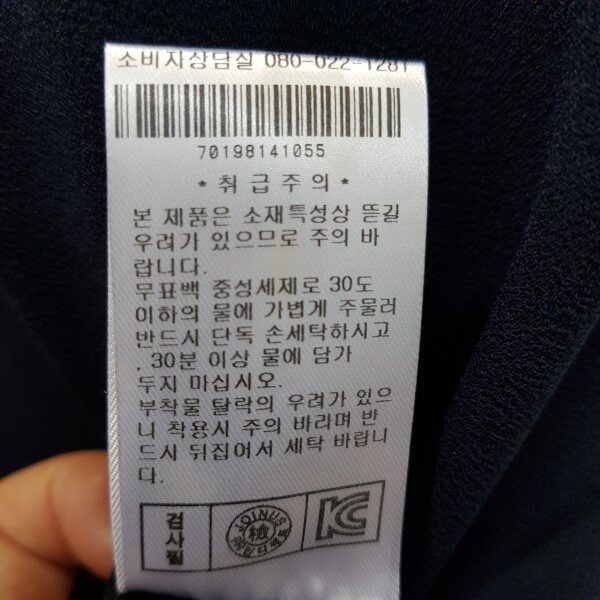 소비자상담실 080-022-1281
70198141055
* 취급주의 *
본 제품은 소재특성상 뜯길
우려가 있으므로 주의 바
랍니다.
무표백 중성세제로 30도
이하의 물에 가볍게 주물러
반드시 단독 손세탁하시고
, 30분 이상 물에 담가
두지 마십시오.
부착물 탈락의 우려가 있으
니 착용시 주의 바라며 반
드시 뒤집어서 세탁 바랍니
다.
검사필
JOINUS
檢
KC